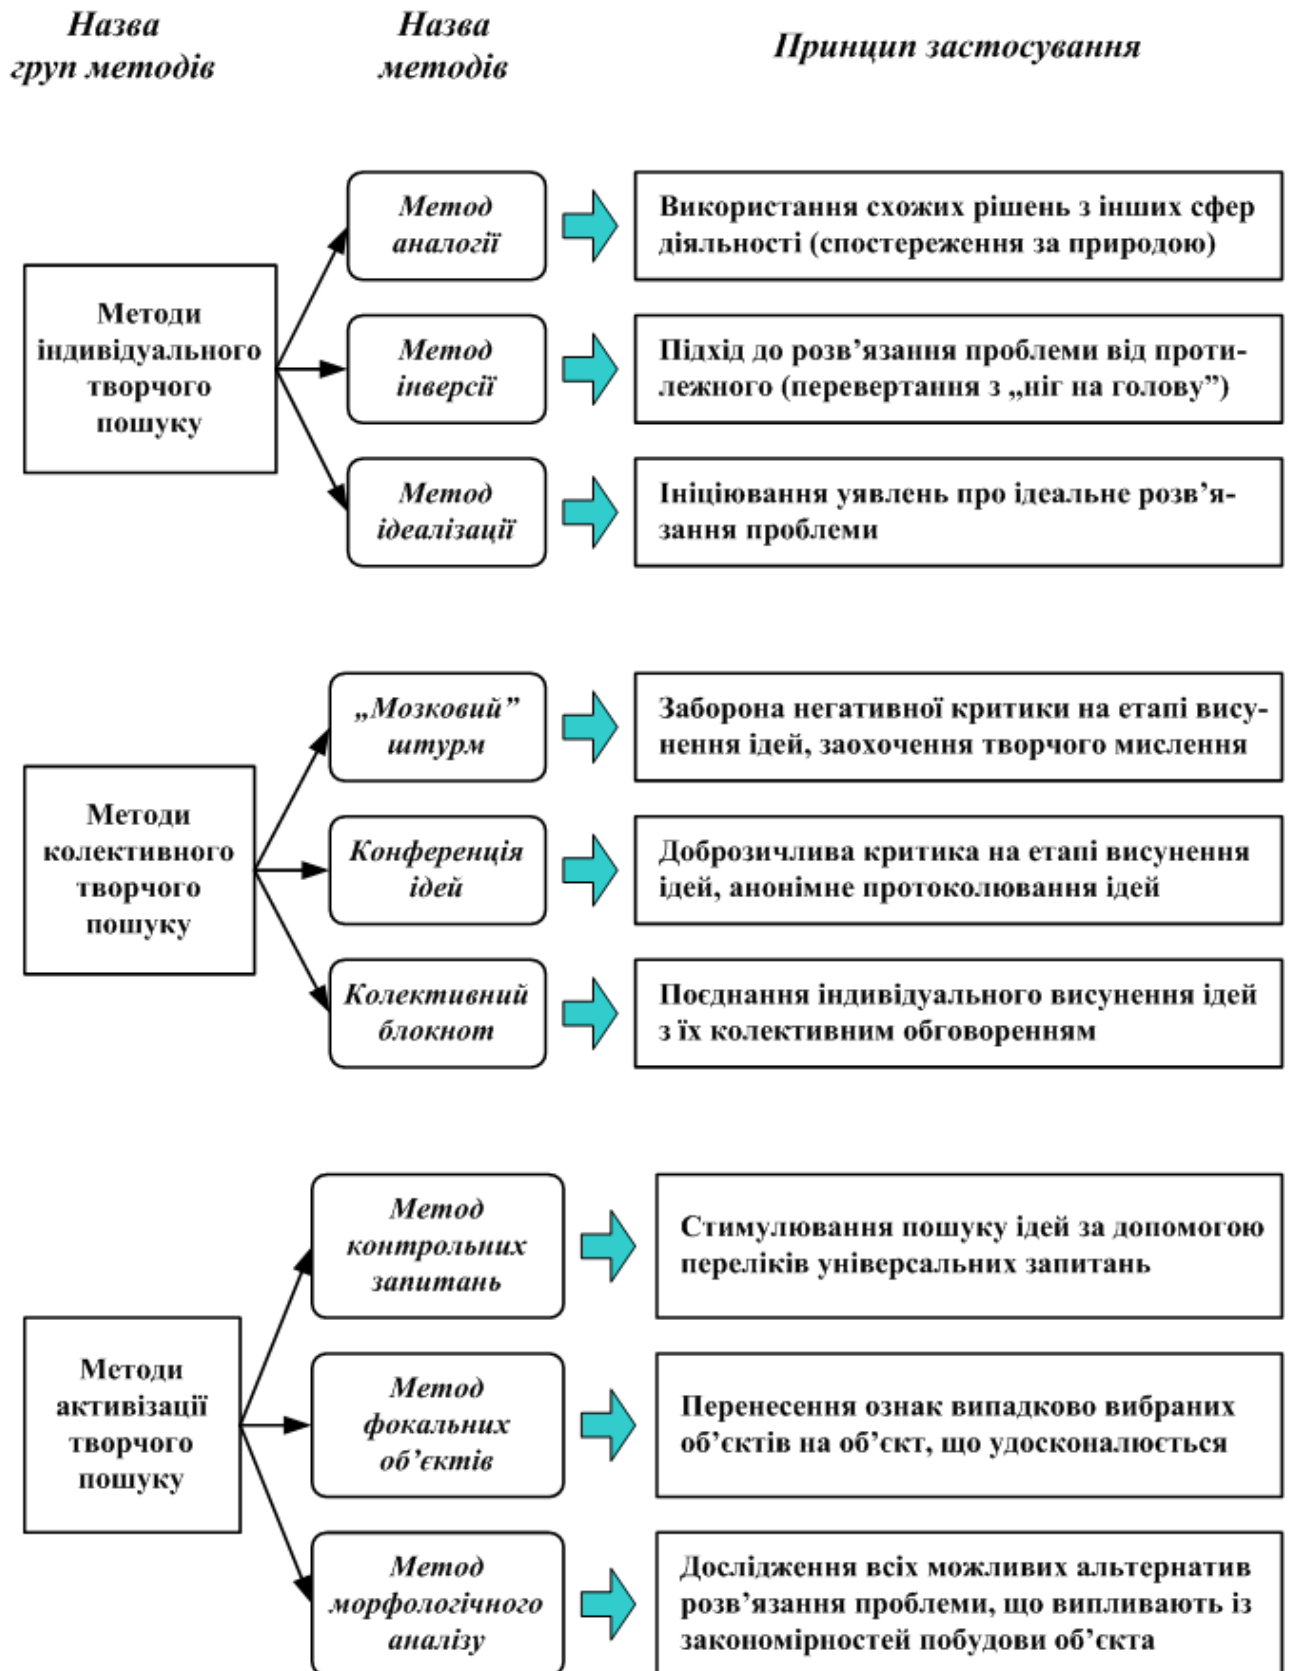 Назва
груп методів
Назва
методів
Принцип застосування
Методи
індивідуального
творчого
пошуку
Метод
аналогії
Використання схожих рішень з інших сфер
діяльності (спостереження за природою)
Метод
інверсії
Підхід до розв’язання проблеми від проти-
лежного (перевертання з „ніг на голову”)
Метод
ідеалізації
Ініціювання уявлень про ідеальне розв’я-
зання проблеми
Методи
колективного
творчого
пошуку
„Мозковий”
штурм
Заборона негативної критики на етапі вису-
нення ідей, заохочення творчого мислення
Конференція
ідей
Доброзичлива критика на етапі висунення
ідей, анонімне протоколювання ідей
Колективний
блокнот
Поєднання індивідуального висунення ідей
з їх колективним обговоренням
Методи
активізації
творчого
пошуку
Метод
контрольних
запитань
Стимулювання пошуку ідей за допомогою
переліків універсальних запитань
Метод
фокальних
об’єктів
Перенесення ознак випадково вибраних
об’єктів на об’єкт, що удосконалюється
Метод
морфологічного
аналізу
Дослідження всіх можливих альтернатив
розв’язання проблеми, що випливають із
закономірностей побудови об’єкта